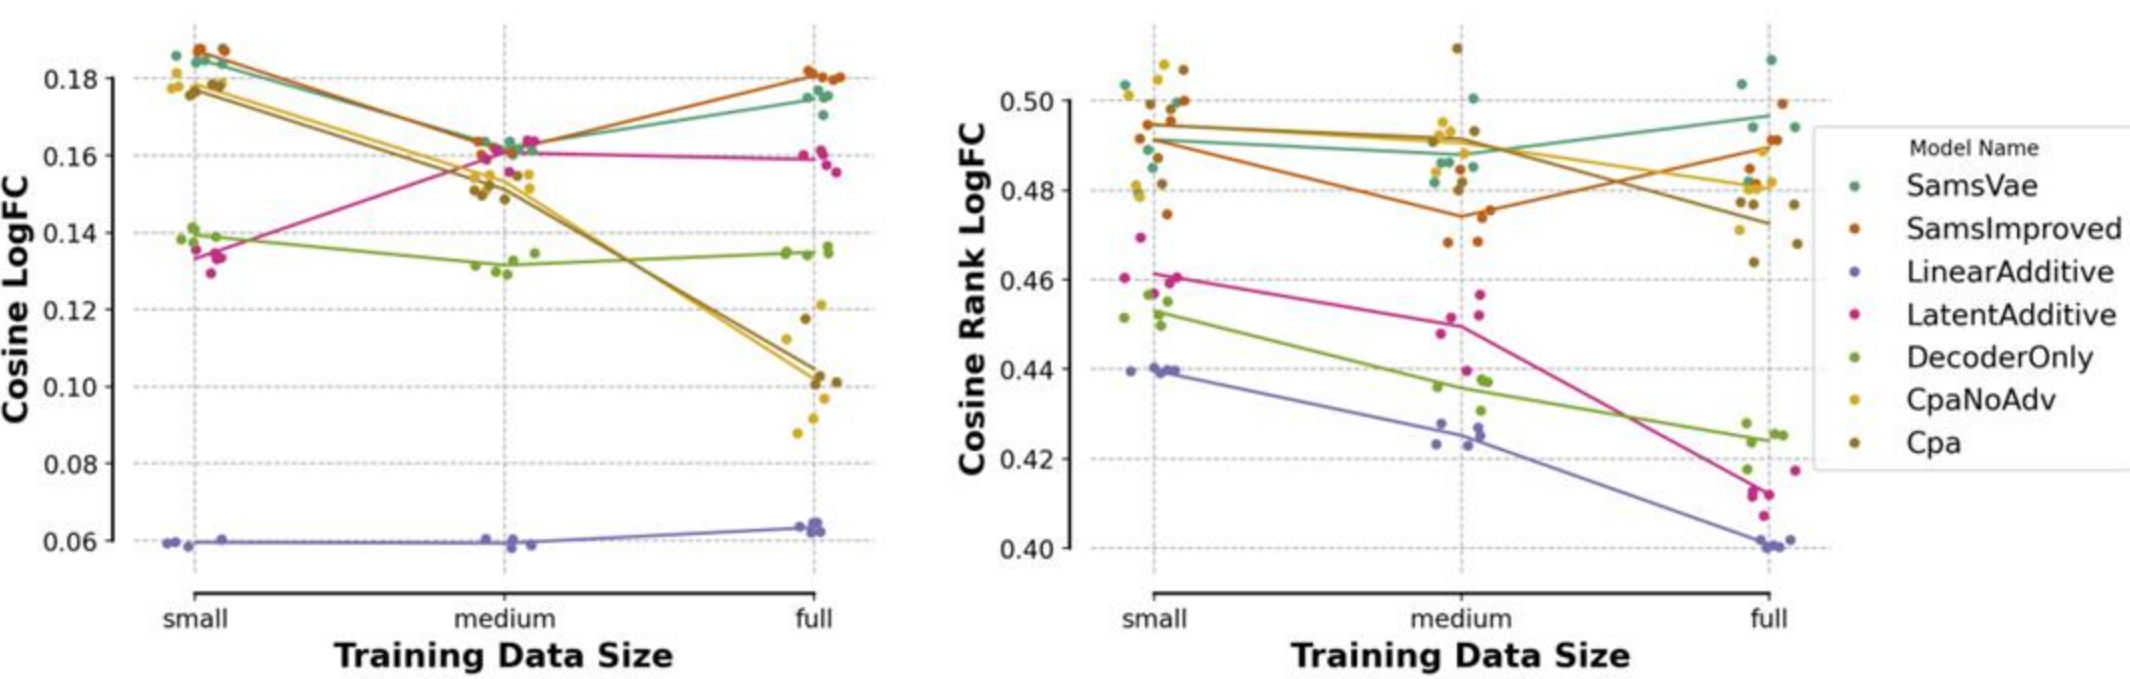 Cosine LogFC
0.18
0.16
0.14
0.12
0.10
0.08
0.06
small
medium
full
Training Data Size
Cosine Rank LogFC
0.50
0.48
0.46
0.44
0.42
0.40
small
medium
full
Training Data Size
Model Name
SamsVae
SamsImproved
LinearAdditive
LatentAdditive
DecoderOnly
CpaNoAdv
Cpa